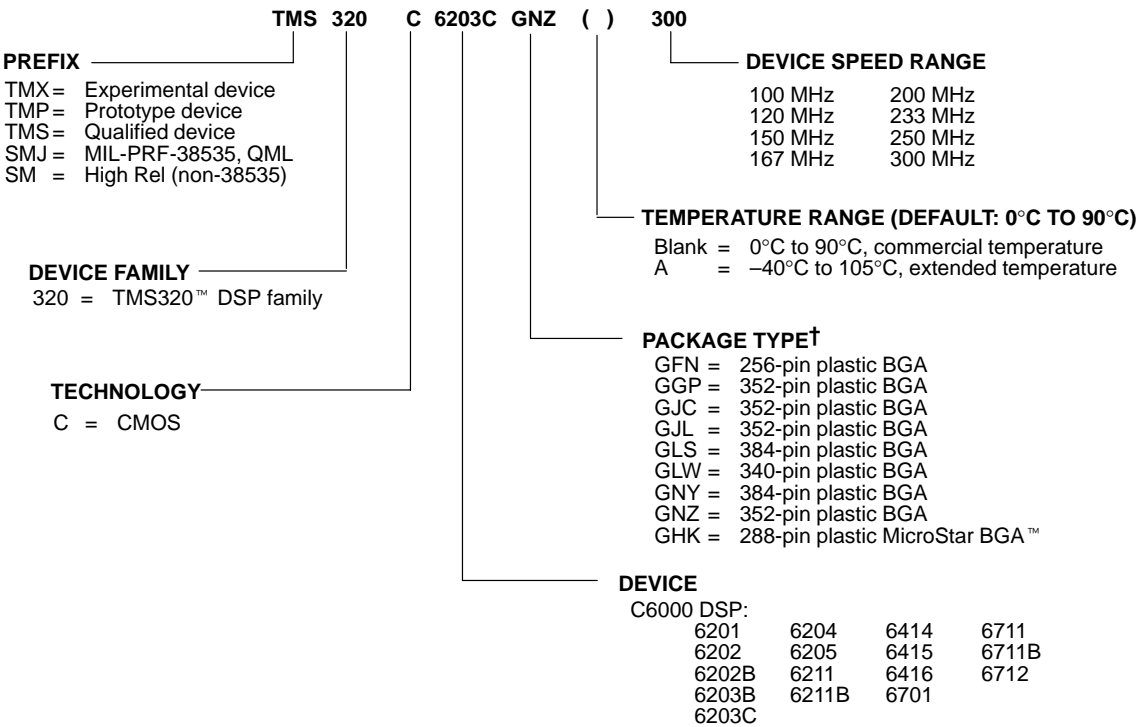 TMS 320 C 6203C GNZ ( ) 300
PREFIX
TMX = Experimental device
TMP = Prototype device
TMS = Qualified device
SMJ = MIL-PRF-38535, QML
SM = High Rel (non-38535)
DEVICE SPEED RANGE
100 MHz 200 MHz
120 MHz 233 MHz
150 MHz 250 MHz
167 MHz 300 MHz
TEMPERATURE RANGE (DEFAULT: 0°C TO 90°C)
Blank = 0°C to 90°C, commercial temperature
A = –40°C to 105°C, extended temperature
DEVICE FAMILY
320 = TMS320™ DSP family
PACKAGE TYPE†
GFN = 256-pin plastic BGA
GGP = 352-pin plastic BGA
GJC = 352-pin plastic BGA
GJL = 352-pin plastic BGA
GLS = 384-pin plastic BGA
GLW = 340-pin plastic BGA
GNY = 384-pin plastic BGA
GNZ = 352-pin plastic BGA
GHK = 288-pin plastic MicroStar BGA™
TECHNOLOGY
C = CMOS
DEVICE
C6000 DSP:
6201 6204 6414 6711
6202 6205 6415 6711B
6202B 6211 6416 6712
6203B 6211B 6701
6203C